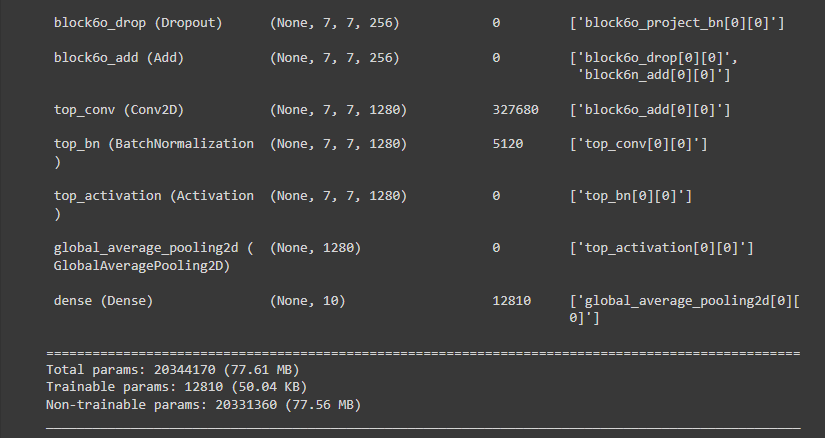 block6o_drop (Dropout) (None, 7, 7, 256) 0 ['block6o_project_bn[0][0]']
block6o_add (Add) (None, 7, 7, 256) 0 ['block6o_drop[0][0]',
'block6n_add[0][0]']
top_conv (Conv2D) (None, 7, 7, 1280) 327680 ['block6o_add[0][0]']
top_bn (BatchNormalization (None, 7, 7, 1280) 5120 ['top_conv[0][0]']
)
top_activation (Activation (None, 7, 7, 1280) 0 ['top_bn[0][0]']
)
global_average_pooling2d ( (None, 1280) 0 ['top_activation[0][0]']
GlobalAveragePooling2D)
dense (Dense) (None, 10) 12810 ['global_average_pooling2d[0][
0]']
==================================================================================================
Total params: 20344170 (77.61 MB)
Trainable params: 12810 (50.04 KB)
Non-trainable params: 20331360 (77.56 MB)
__________________________________________________________________________________________________